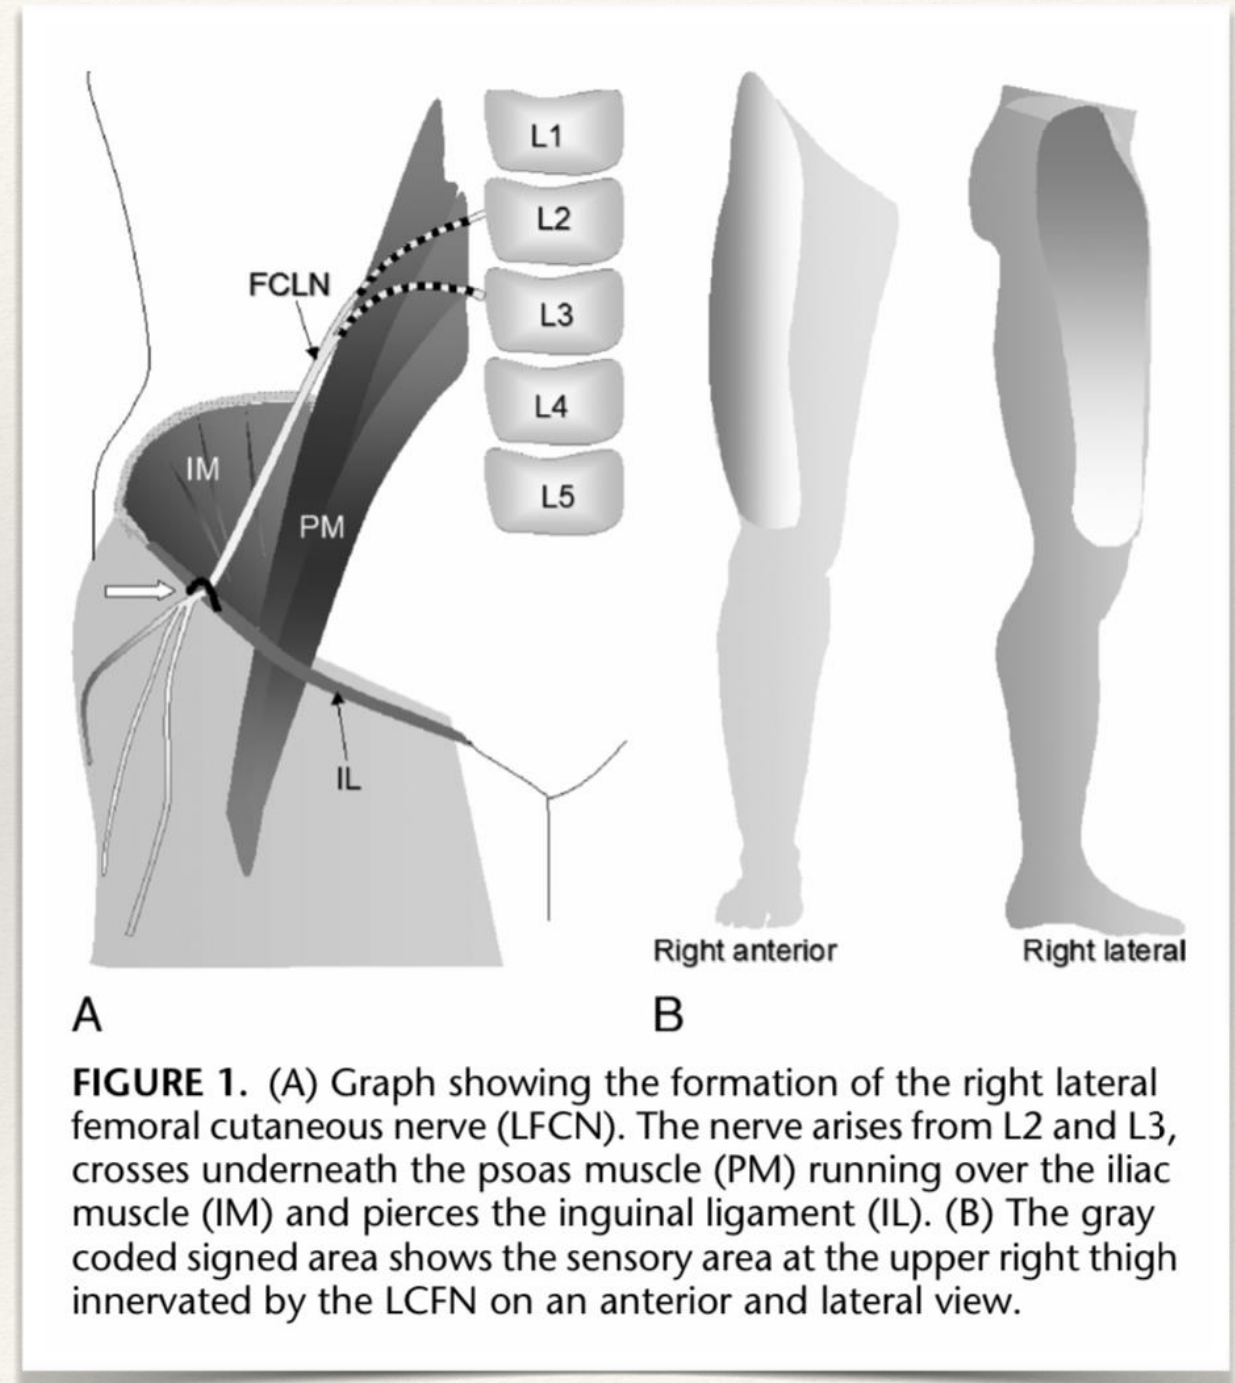 L1
L2
FCLN
L3
L4
IM
L5
PM
IL
Right anterior
Right lateral
A
B
FIGURE 1. (A) Graph showing the formation of the right lateral
femoral cutaneous nerve (LFCN). The nerve arises from L2 and L3,
crosses underneath the psoas muscle (PM) running over the iliac
muscle (IM) and pierces the inguinal ligament (IL). (B) The gray
coded signed area shows the sensory area at the upper right thigh
innervated by the LCFN on an anterior and lateral view.